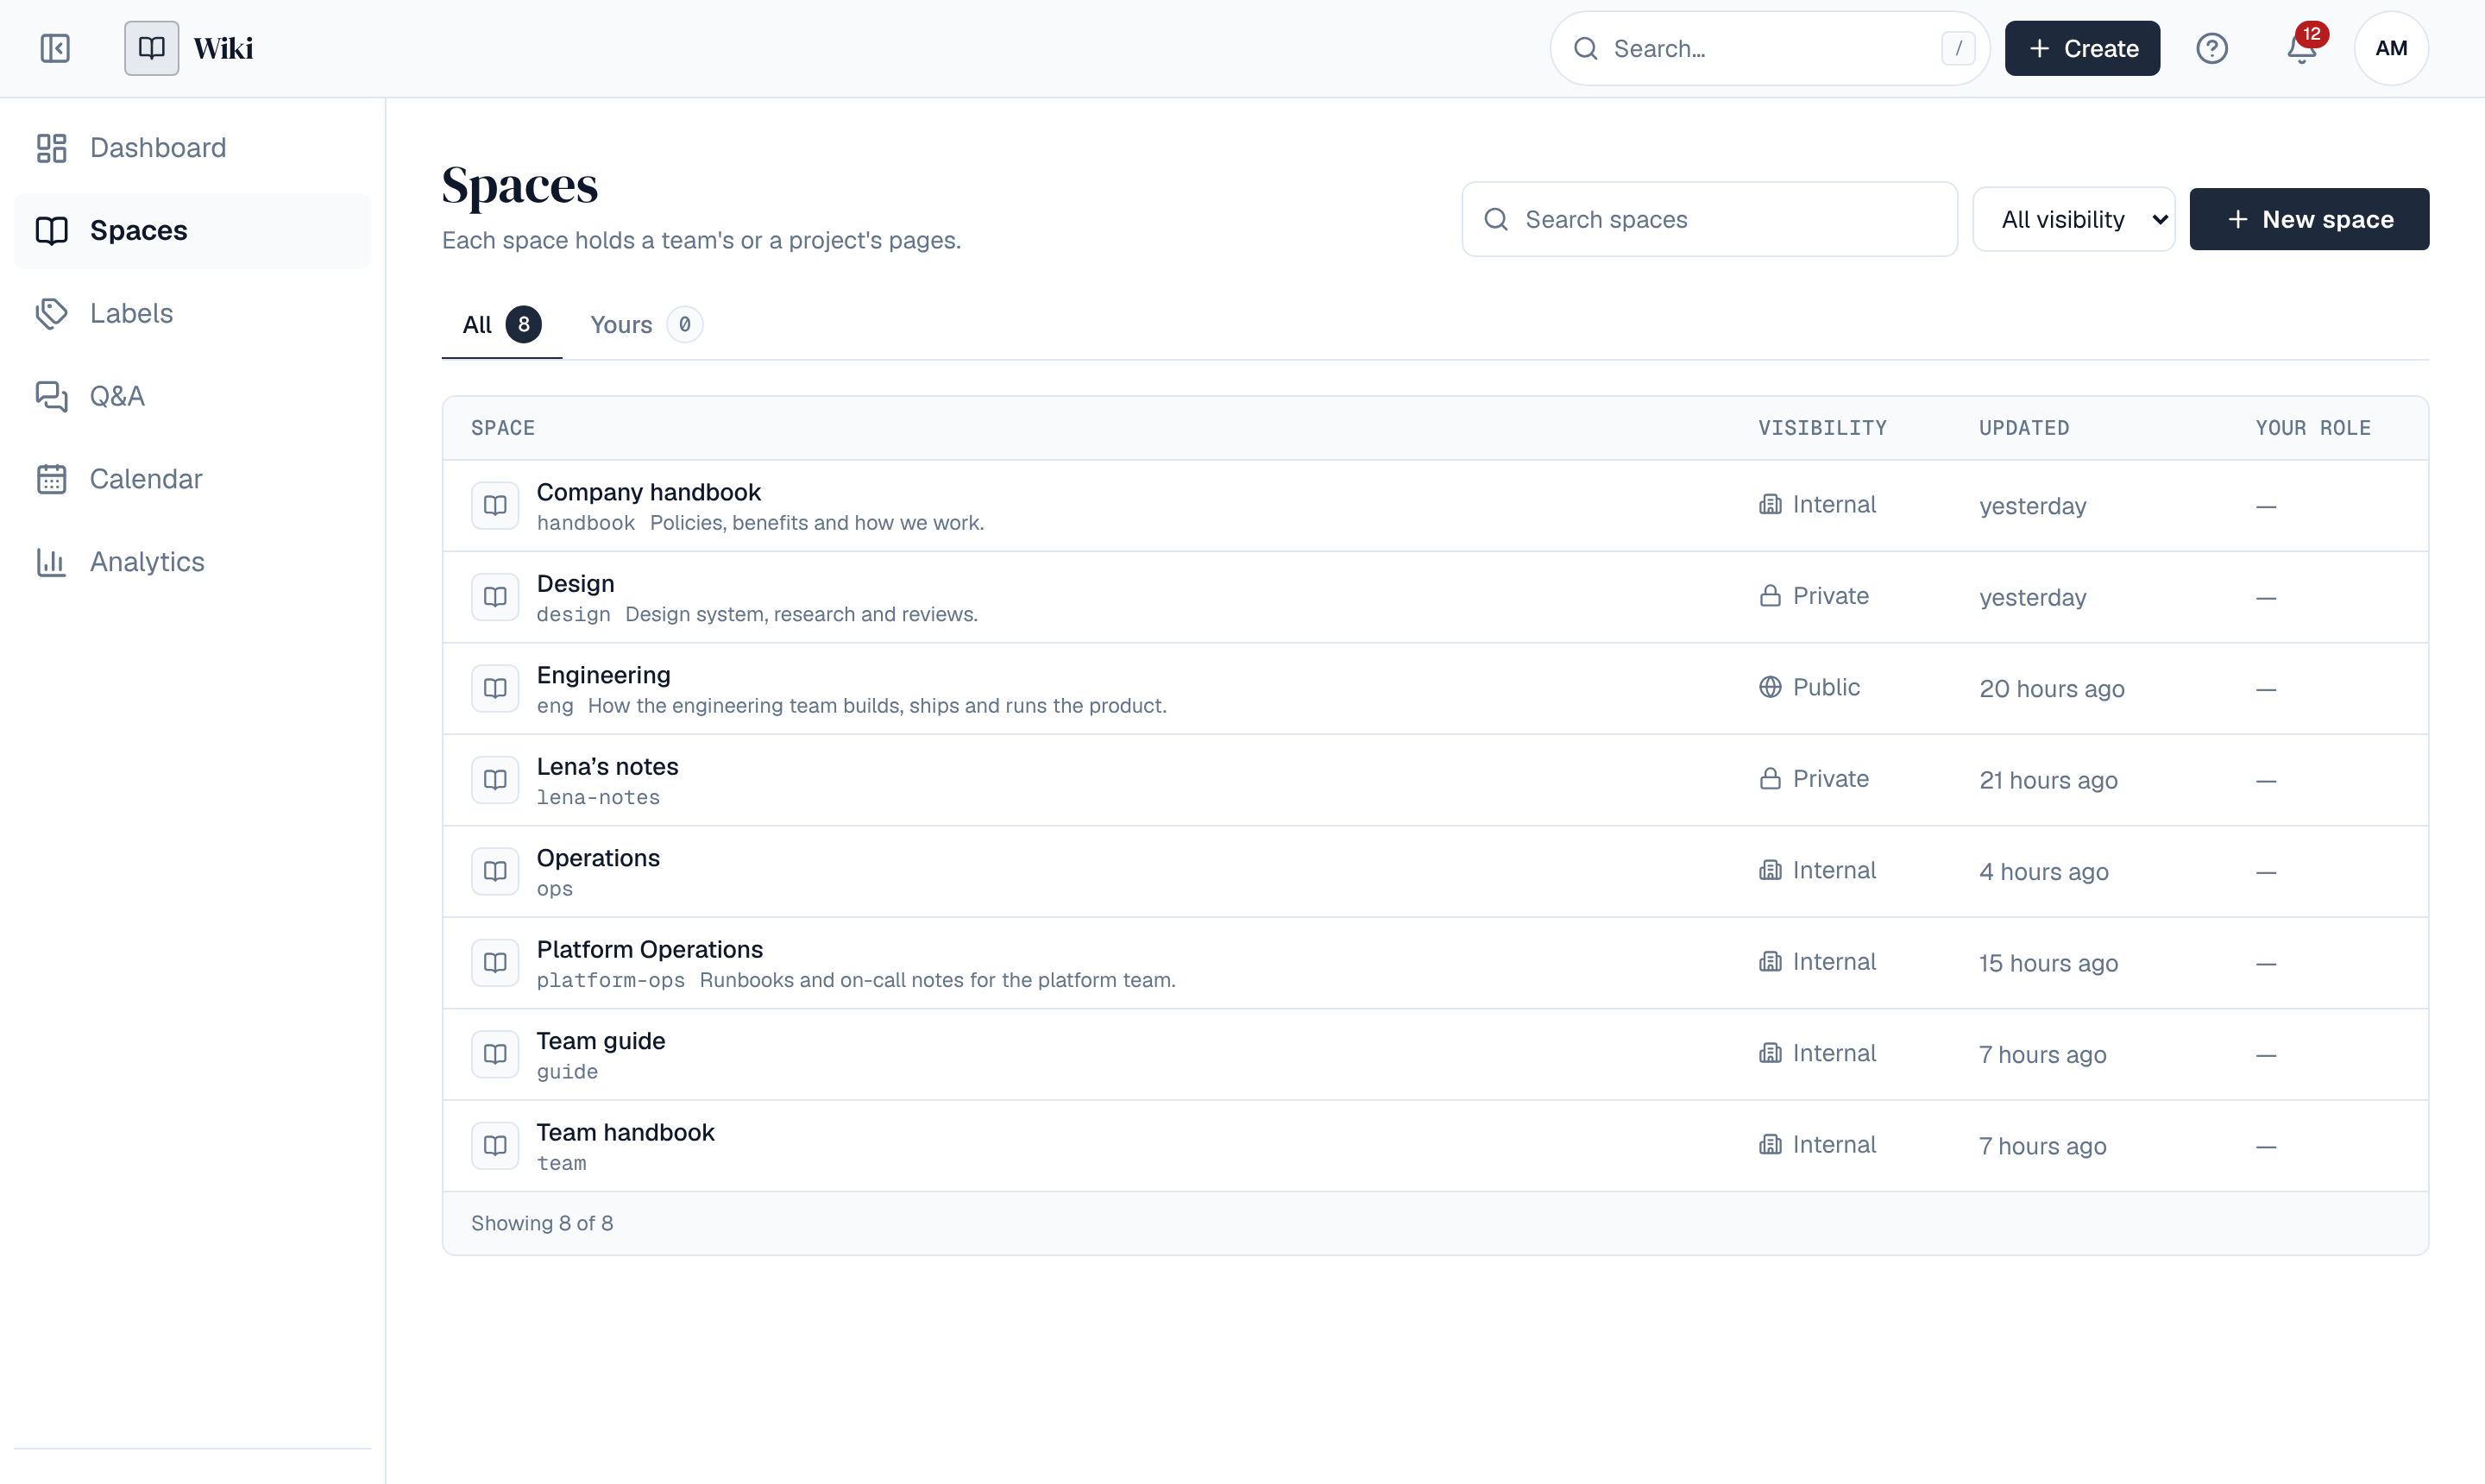 Wiki
Search...
/
Create
12
AM
Dashboard
Spaces
Labels
Q&A
Calendar
Analytics
Spaces
Each space holds a team's or a project's pages.
Search spaces
All visibility
New space
All 8
Yours 0
SPACE VISIBILITY UPDATED YOUR ROLE
Company handbook
handbook Policies, benefits and how we work.
Internal yesterday —
Design
design Design system, research and reviews.
Private yesterday —
Engineering
eng How the engineering team builds, ships and runs the product.
Public 20 hours ago —
Lena’s notes
lena-notes
Private 21 hours ago —
Operations
ops
Internal 4 hours ago —
Platform Operations
platform-ops Runbooks and on-call notes for the platform team.
Internal 15 hours ago —
Team guide
guide
Internal 7 hours ago —
Team handbook
team
Internal 7 hours ago —
Showing 8 of 8